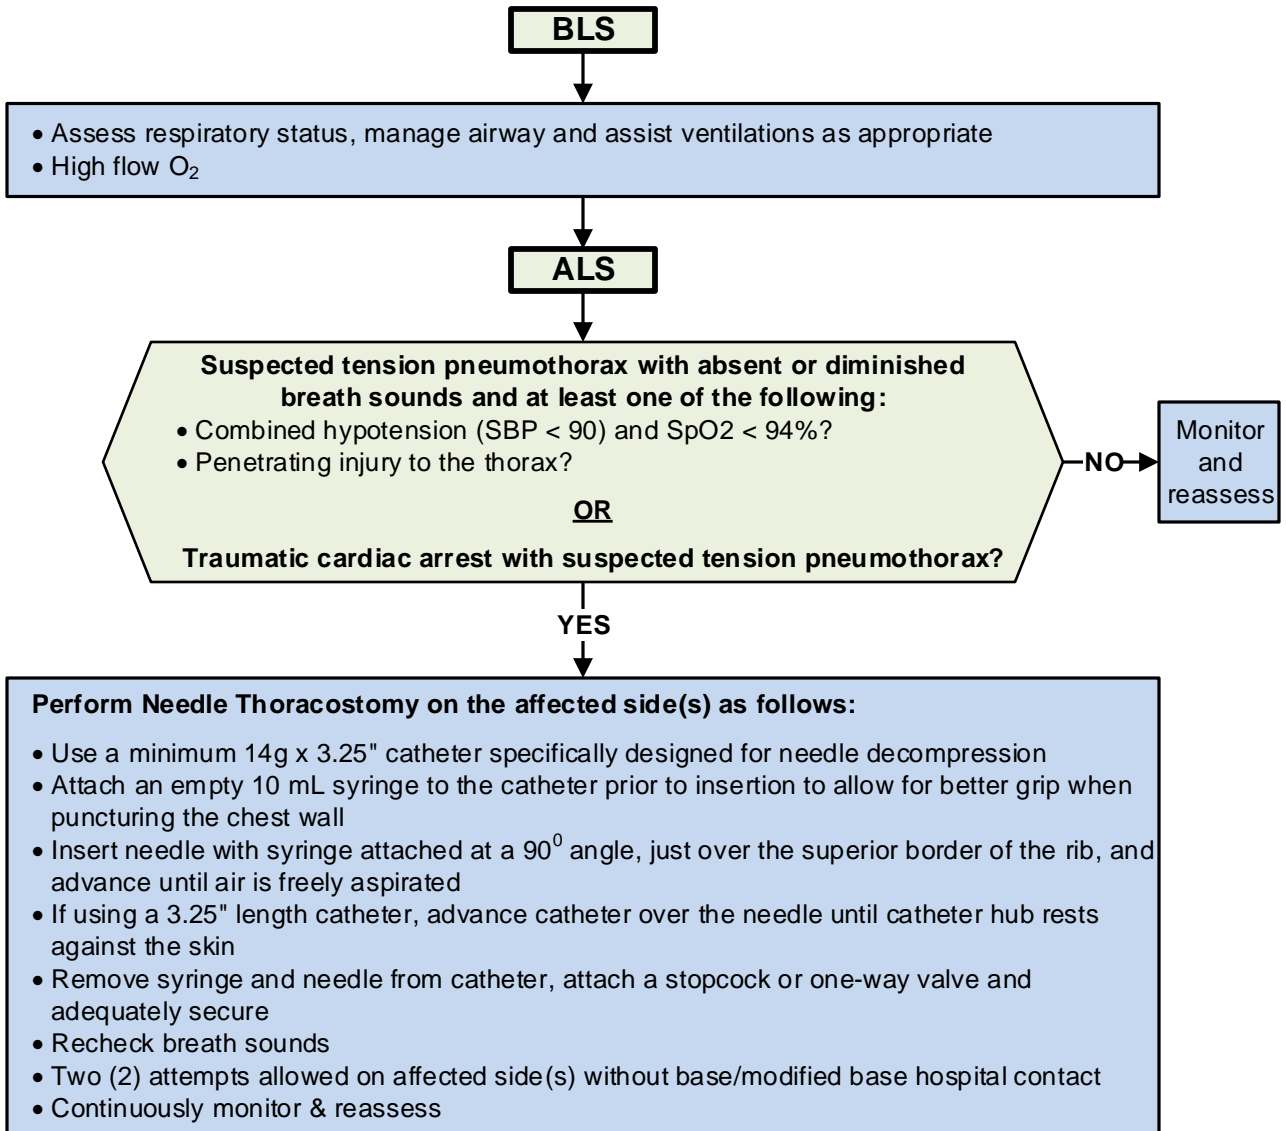 BLS
• Assess respiratory status, manage airway and assist ventilations as appropriate
• High flow O₂
ALS
Suspected tension pneumothorax with absent or diminished
breath sounds and at least one of the following:
• Combined hypotension (SBP < 90) and SpO2 < 94%?
• Penetrating injury to the thorax?
OR
Traumatic cardiac arrest with suspected tension pneumothorax?
NO
Monitor
and
reassess
YES
Perform Needle Thoracostomy on the affected side(s) as follows:
• Use a minimum 14g x 3.25" catheter specifically designed for needle decompression
• Attach an empty 10 mL syringe to the catheter prior to insertion to allow for better grip when
puncturing the chest wall
• Insert needle with syringe attached at a 90⁰ angle, just over the superior border of the rib, and
advance until air is freely aspirated
• If using a 3.25" length catheter, advance catheter over the needle until catheter hub rests
against the skin
• Remove syringe and needle from catheter, attach a stopcock or one-way valve and
adequately secure
• Recheck breath sounds
• Two (2) attempts allowed on affected side(s) without base/modified base hospital contact
• Continuously monitor & reassess